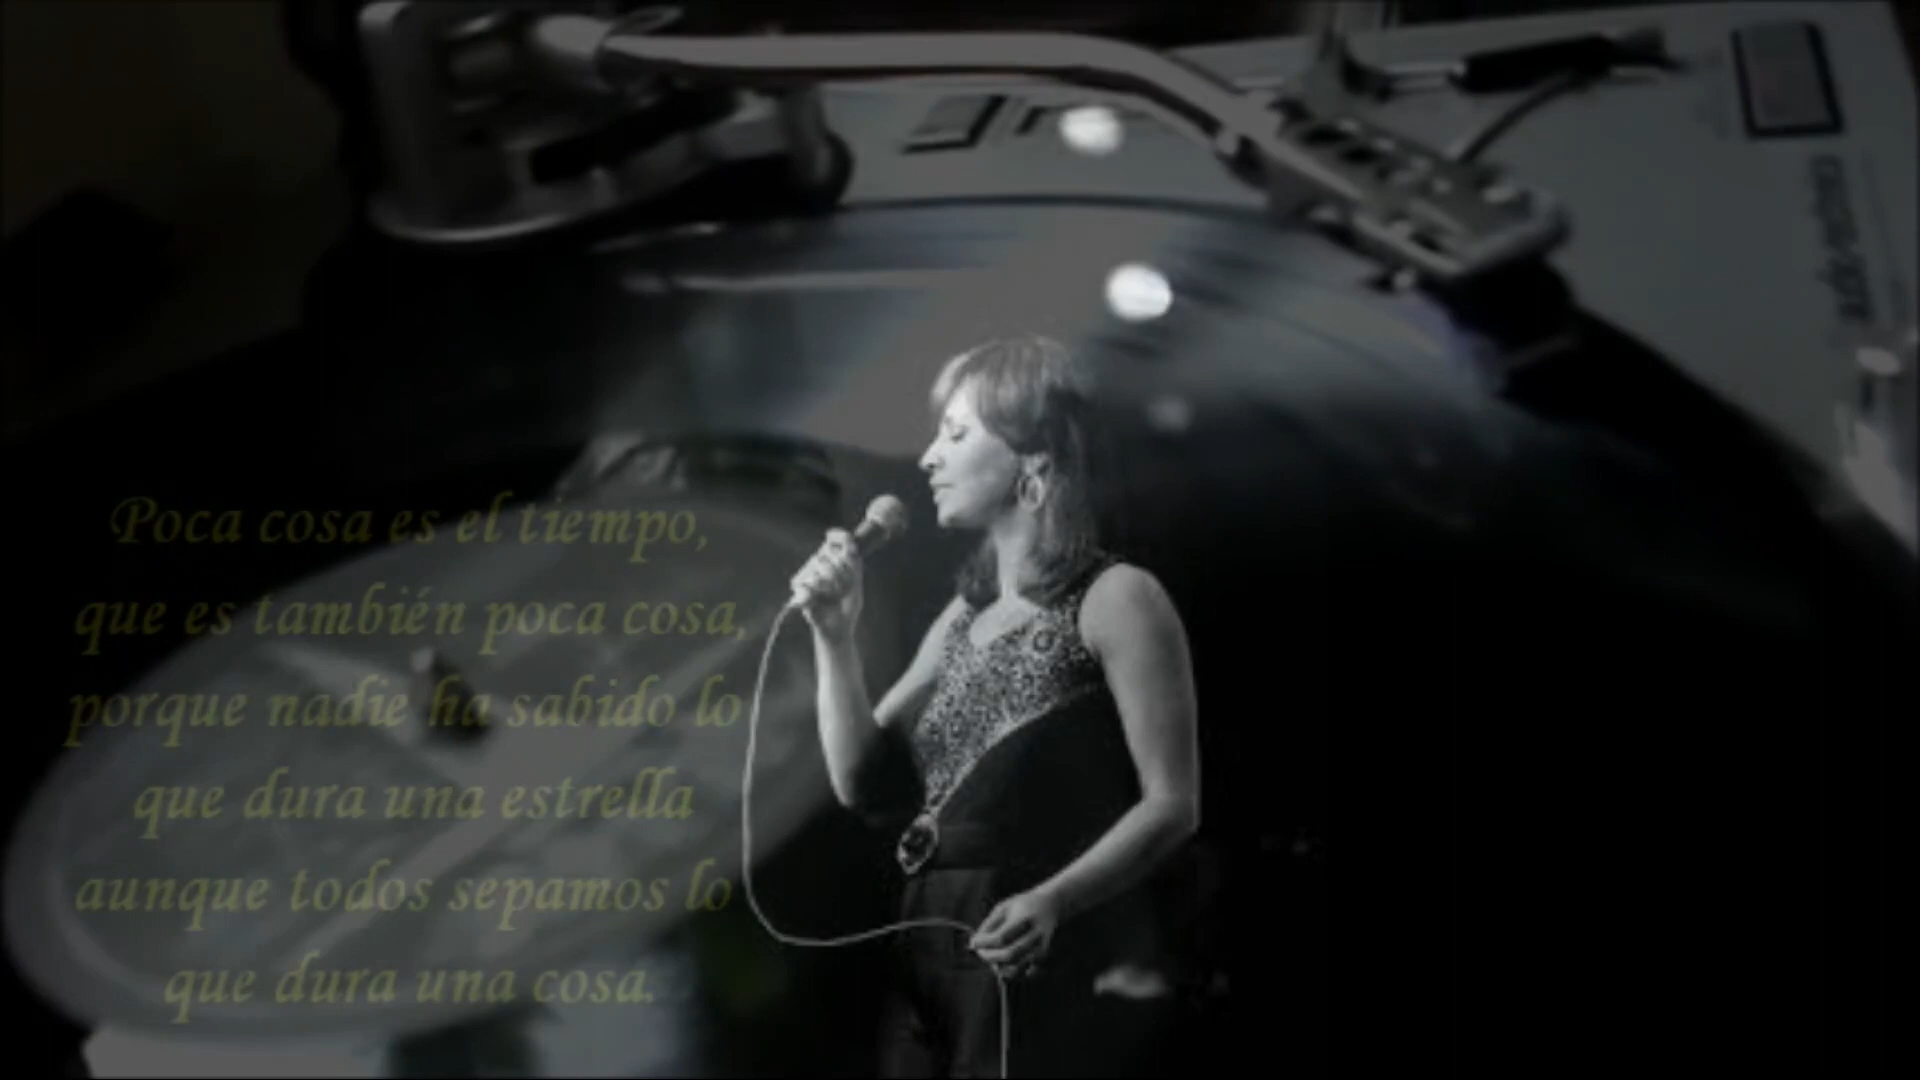 Poca cosa es el tiempo,
que es también poca cosa,
porque nadie ha sabido lo
que dura una estrella
aunque todos sepamos lo
que dura una cosa.